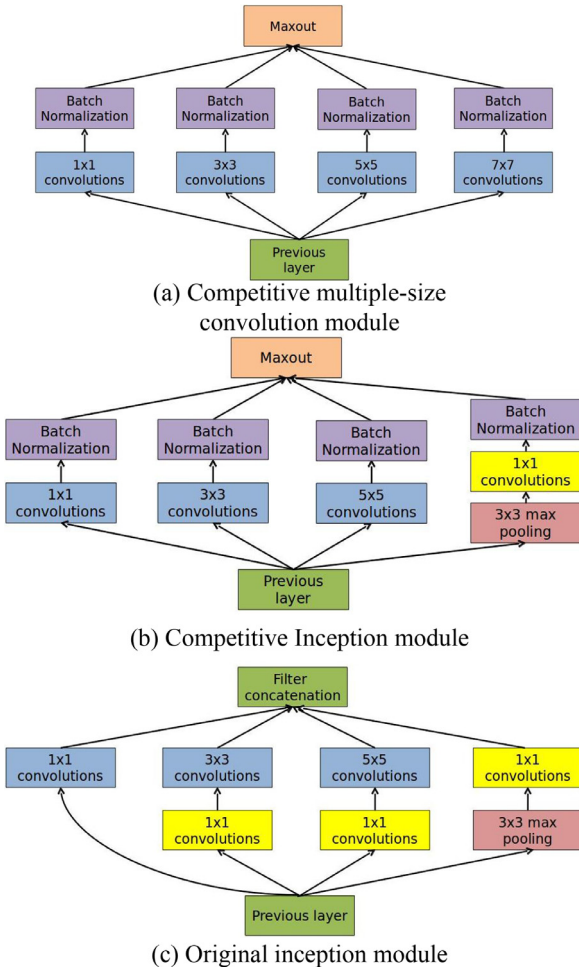 Maxout
Batch
Normalization
Batch
Normalization
Batch
Normalization
Batch
Normalization
1x1
convolutions
3x3
convolutions
5x5
convolutions
7x7
convolutions
Previous
layer
(a) Competitive multiple-size
convolution module
Maxout
Batch
Normalization
Batch
Normalization
Batch
Normalization
Batch
Normalization
1x1
convolutions
3x3
convolutions
5x5
convolutions
1x1
convolutions
3x3 max
pooling
Previous
layer
(b) Competitive Inception module
Filter
concatenation
1x1
convolutions
3x3
convolutions
5x5
convolutions
1x1
convolutions
1x1
convolutions
1x1
convolutions
3x3 max
pooling
Previous layer
(c) Original inception module